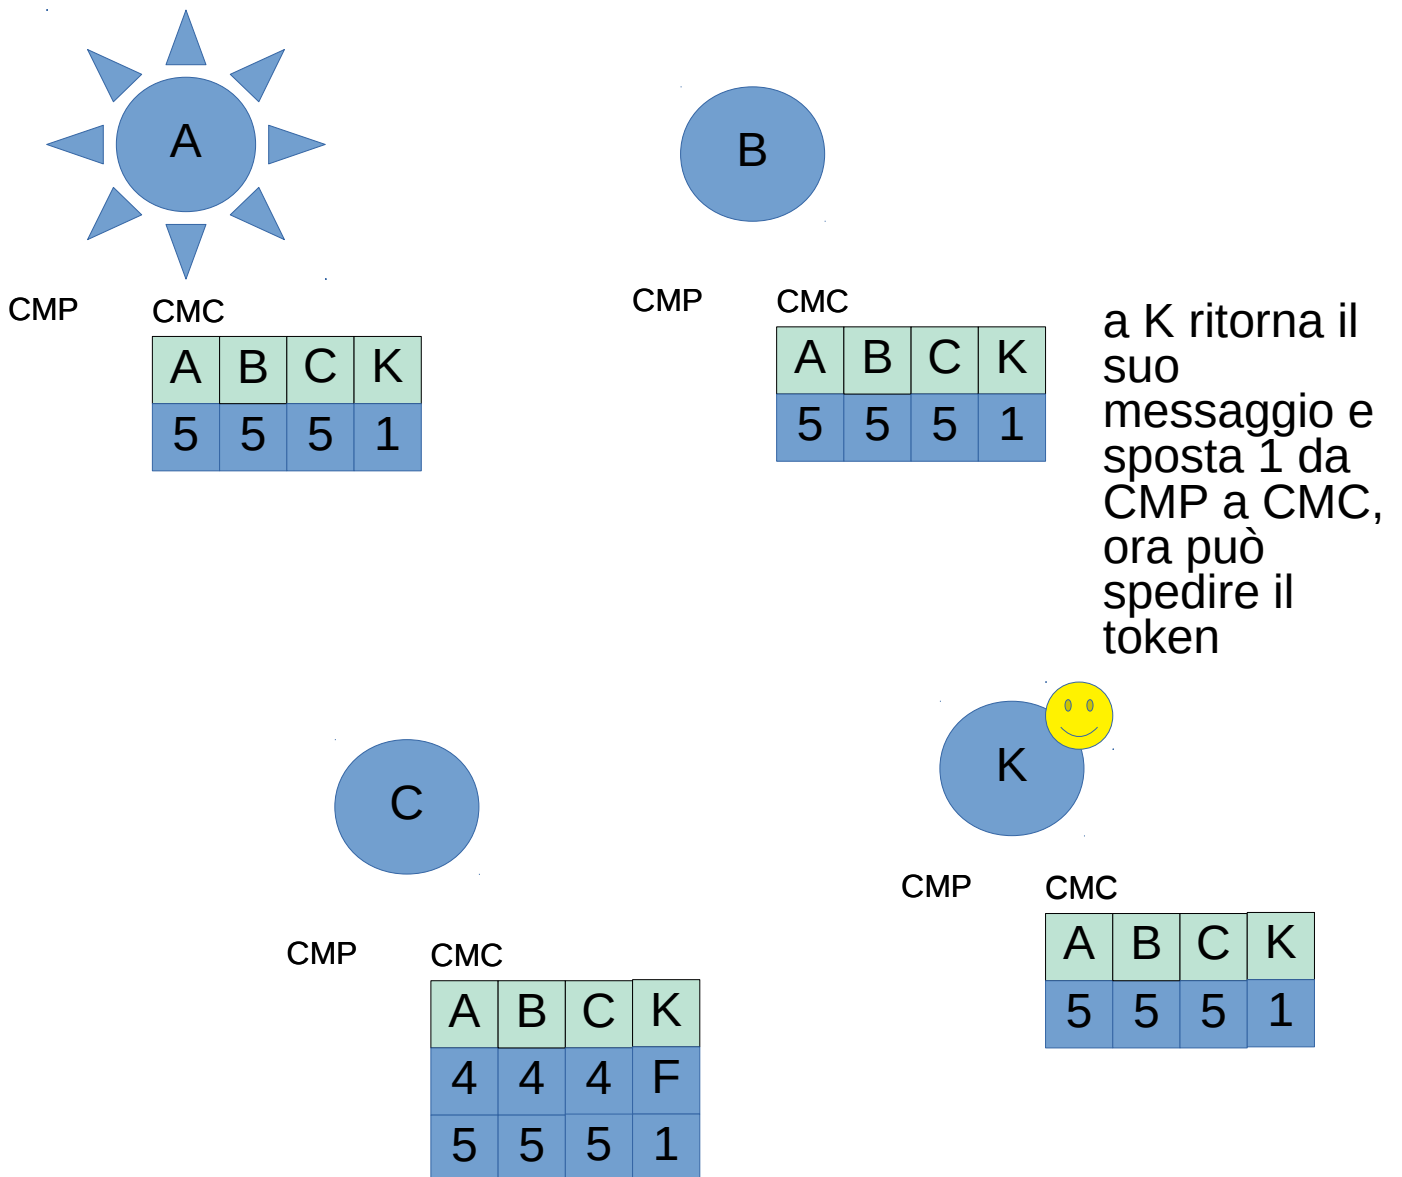 A
CMP
CMC
A B C K
5 5 5 1
B
CMP
CMC
A B C K
5 5 5 1
a K ritorna il
suo
messaggio e
sposta 1 da
CMP a CMC,
ora può
spedire il
token
C
CMP
CMC
A B C K
4 4 4 F
5 5 5 1
K
CMP
CMC
A B C K
5 5 5 1